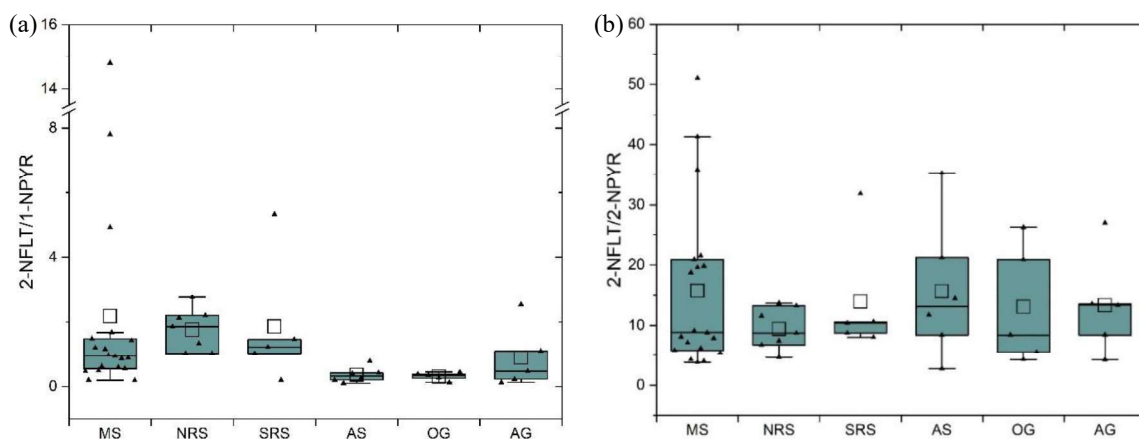 (a)
16
14
8
4
0
2-NFLT/1-NPYR
MS NRS SRS AS OG AG
(b)
60
50
40
30
20
10
0
2-NFLT/2-NPYR
MS NRS SRS AS OG AG